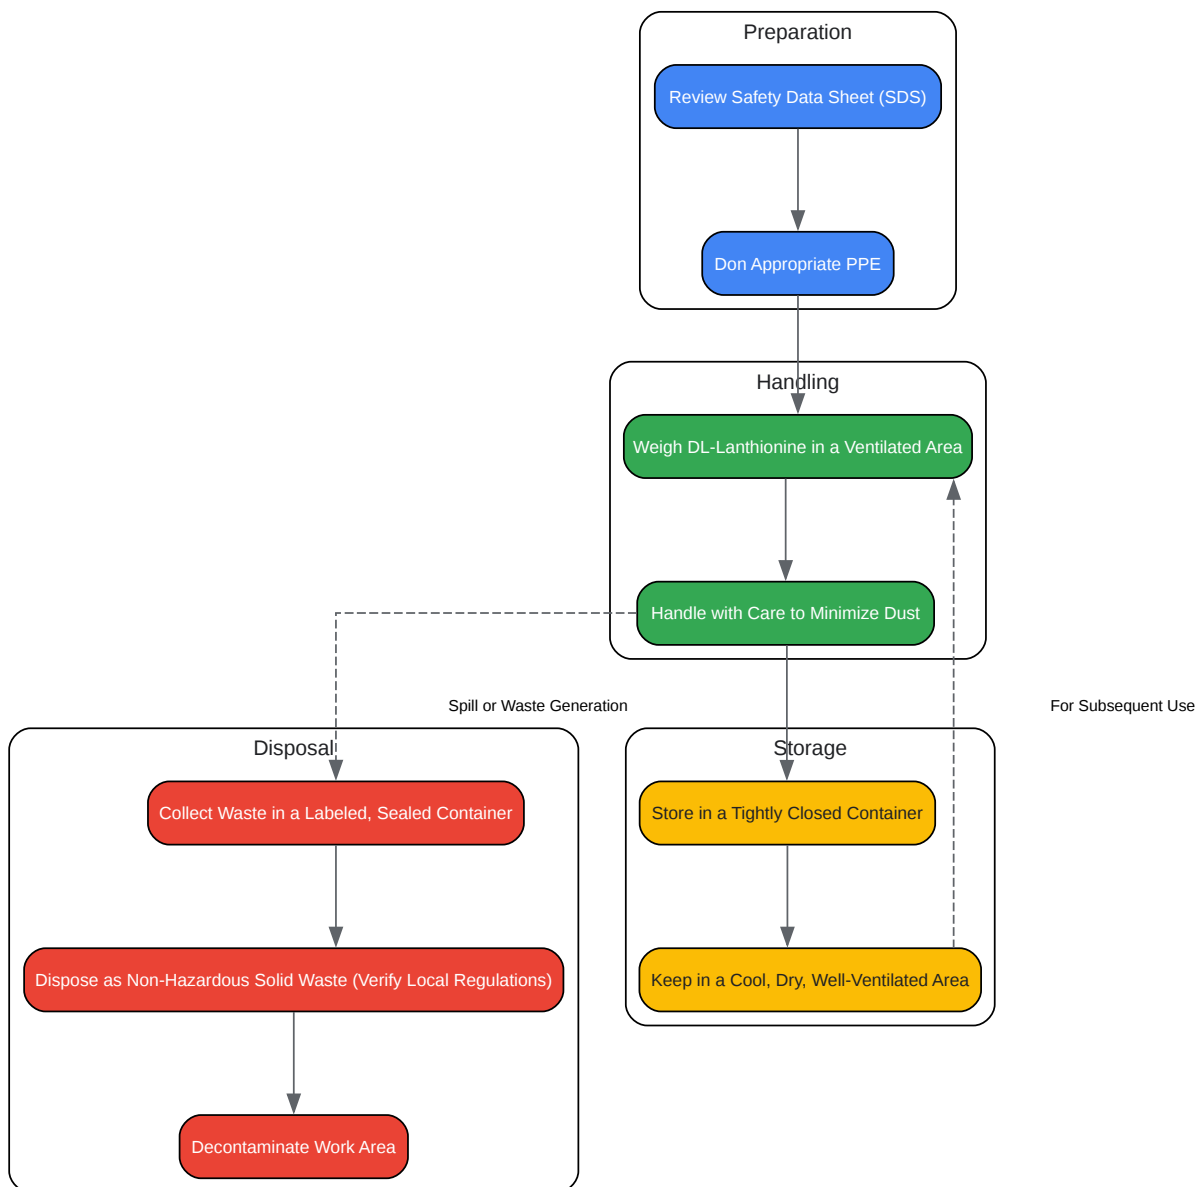 Preparation
Review Safety Data Sheet (SDS)
Don Appropriate PPE
Handling
Weigh DL-Lanthionine in a Ventilated Area
Handle with Care to Minimize Dust
Spill or Waste Generation
For Subsequent Use
Disposal
Collect Waste in a Labeled, Sealed Container
Dispose as Non-Hazardous Solid Waste (Verify Local Regulations)
Decontaminate Work Area
Storage
Store in a Tightly Closed Container
Keep in a Cool, Dry, Well-Ventilated Area